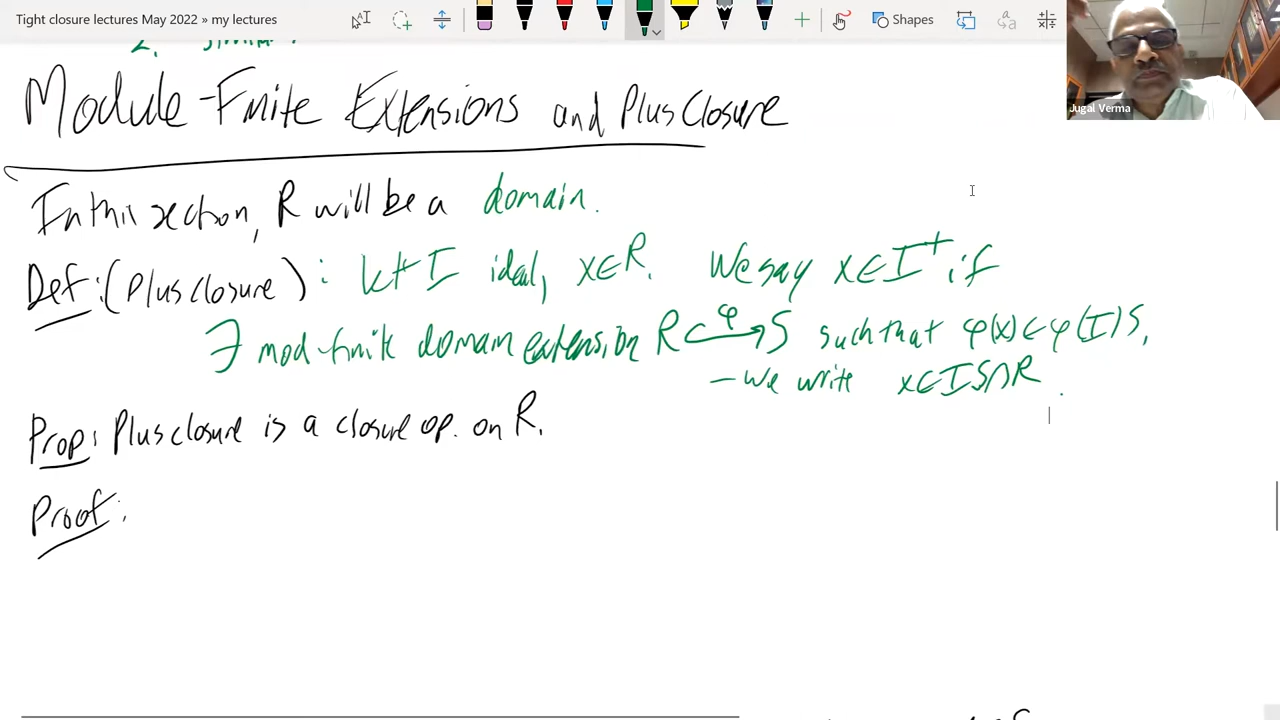 Tight closure lectures May 2022 » my lectures
Shapes
Jugal Verma
Module-Finite Extensions and Plus Closure
In this section, R will be a domain.
Def: (Plus closure): let I ideal, x∈R. We say x∈I⁺ if
∃ mod-finite domain extension R ↪^φ S such that φ(x)∈φ(I)S.
– we write x∈IS∩R.
Prop: Plus closure is a closure op. on R.
Proof: